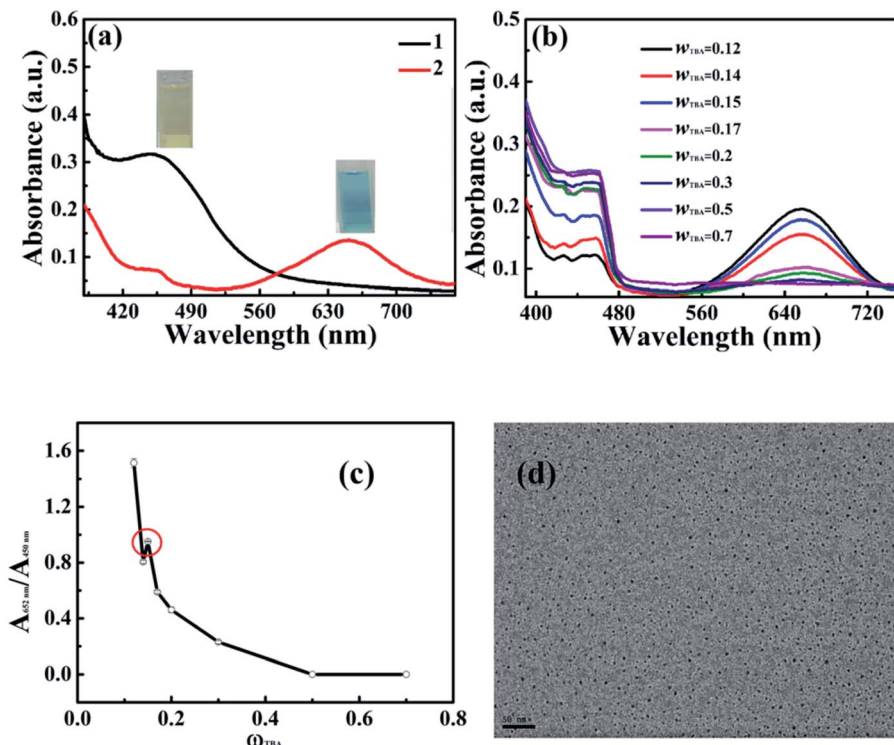 (a)
1
2
0.6
0.5
0.4
0.3
0.2
0.1
Absorbance (a.u.)
420 490 560 630 700
Wavelength (nm)
(b)
wTBA=0.12
wTBA=0.14
wTBA=0.15
wTBA=0.17
wTBA=0.2
wTBA=0.3
wTBA=0.5
wTBA=0.7
0.5
0.4
0.3
0.2
0.1
Absorbance (a.u.)
400 480 560 640 720
Wavelength (nm)
(c)
1.6
1.2
0.8
0.4
0.0
A652 nm/A450 nm
0.0 0.2 0.4 0.6 0.8
ωTBA
(d)
50 nm